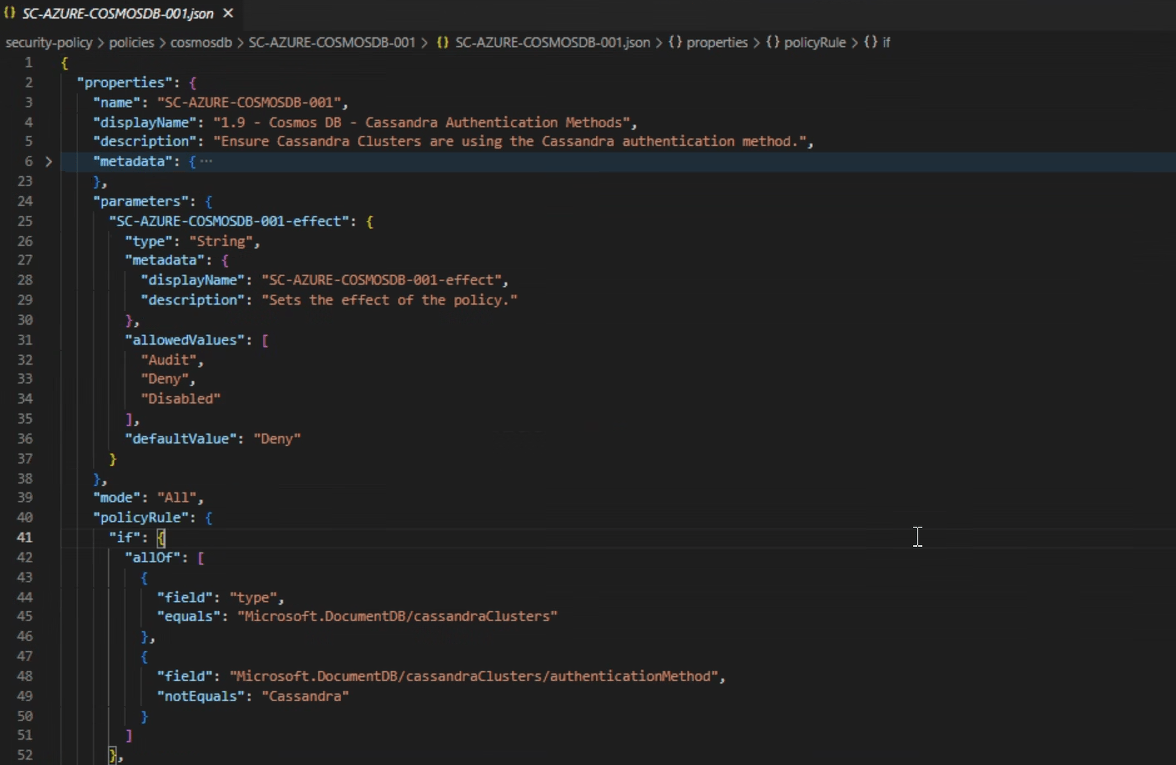 {} SC-AZURE-COSMOSDB-001.json ×
security-policy > policies > cosmosdb > SC-AZURE-COSMOSDB-001 > {} SC-AZURE-COSMOSDB-001.json > {} properties > {} policyRule > {} if
1 {
2 "properties": {
3 "name": "SC-AZURE-COSMOSDB-001",
4 "displayName": "1.9 - Cosmos DB - Cassandra Authentication Methods",
5 "description": "Ensure Cassandra Clusters are using the Cassandra authentication method.",
6 > "metadata": { ···
23 },
24 "parameters": {
25 "SC-AZURE-COSMOSDB-001-effect": {
26 "type": "String",
27 "metadata": {
28 "displayName": "SC-AZURE-COSMOSDB-001-effect",
29 "description": "Sets the effect of the policy."
30 },
31 "allowedValues": [
32 "Audit",
33 "Deny",
34 "Disabled"
35 ],
36 "defaultValue": "Deny"
37 }
38 },
39 "mode": "All",
40 "policyRule": {
41 "if": {
42 "allOf": [
43 {
44 "field": "type",
45 "equals": "Microsoft.DocumentDB/cassandraClusters"
46 },
47 {
48 "field": "Microsoft.DocumentDB/cassandraClusters/authenticationMethod",
49 "notEquals": "Cassandra"
50 }
51 ]
52 },